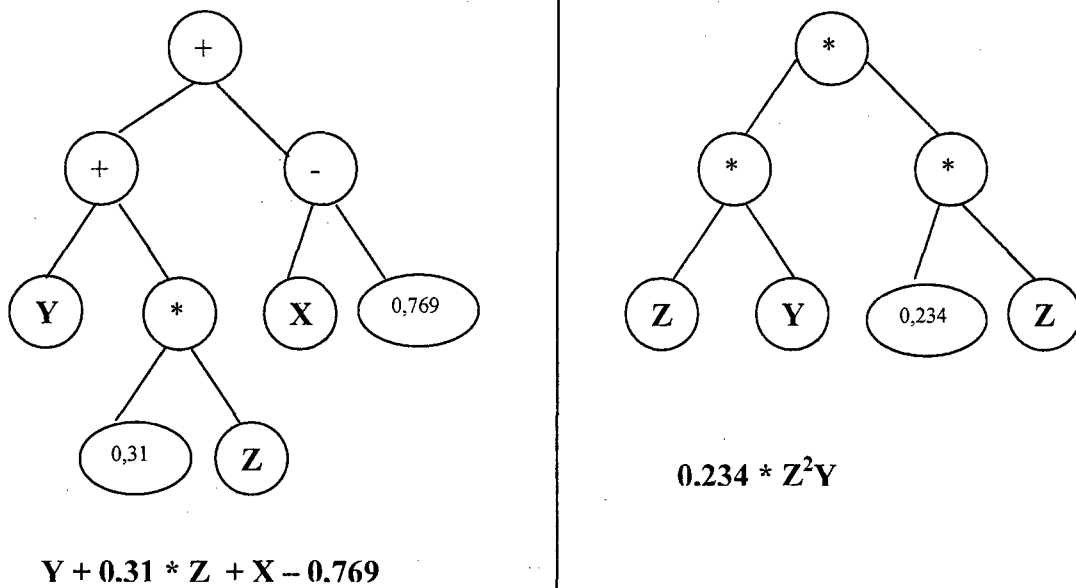 +
*
+
-
*
*
Y
*
X
0,769
Z
Y
0,234
Z
0,31
Z
0.234 * Z²Y
Y + 0.31 * Z + X – 0.769